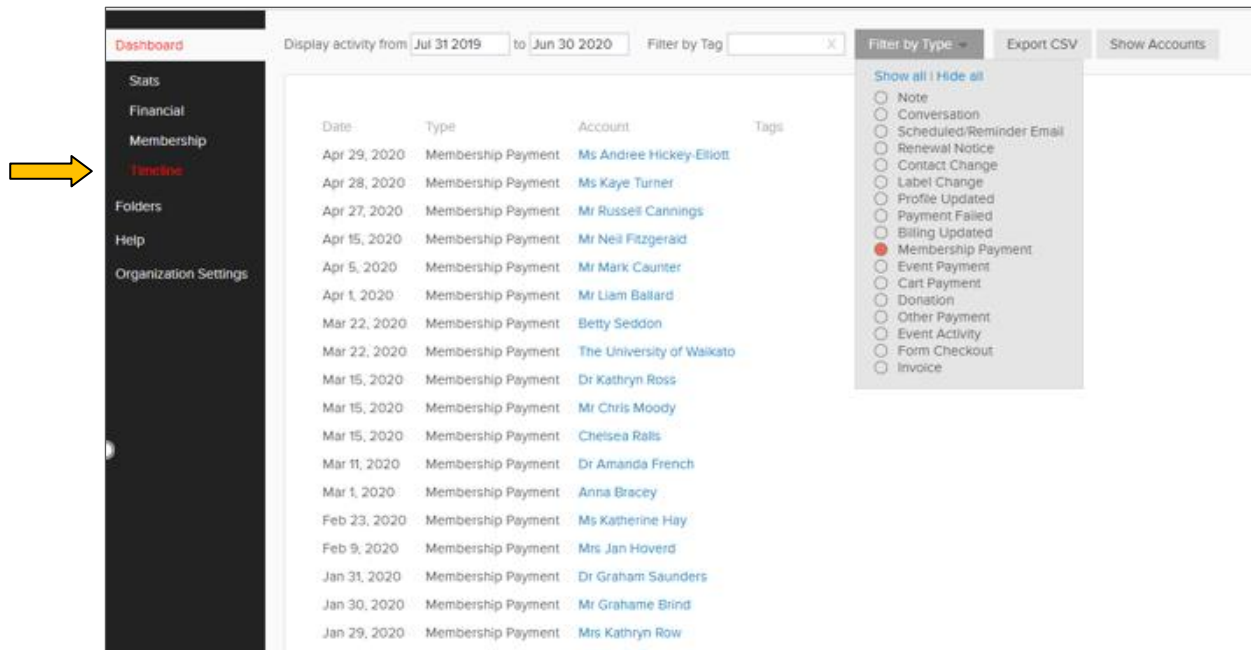 Dashboard
Stats
Financial
Membership
Timeline
Folders
Help
Organization Settings
Display activity from Jul 31 2019 to Jun 30 2020 Filter by Tag X Filter by Type Export CSV Show Accounts
Show all | Hide all
Note
Conversation
Scheduled/Reminder Email
Renewal Notice
Contact Change
Label Change
Profile Updated
Payment Failed
Billing Updated
Membership Payment
Event Payment
Cart Payment
Donation
Other Payment
Event Activity
Form Checkout
Invoice
Date Type Account Tags
Apr 29, 2020 Membership Payment Ms Andree Hickey-Elliott
Apr 28, 2020 Membership Payment Ms Kaye Turner
Apr 27, 2020 Membership Payment Mr Russell Cannings
Apr 15, 2020 Membership Payment Mr Neil Fitzgerald
Apr 5, 2020 Membership Payment Mr Mark Caunter
Apr 1, 2020 Membership Payment Mr Liam Ballard
Mar 22, 2020 Membership Payment Betty Seddon
Mar 22, 2020 Membership Payment The University of Waikato
Mar 15, 2020 Membership Payment Dr Kathryn Ross
Mar 15, 2020 Membership Payment Mr Chris Moody
Mar 15, 2020 Membership Payment Chelsea Ralls
Mar 11, 2020 Membership Payment Dr Amanda French
Mar 1, 2020 Membership Payment Anna Bracey
Feb 23, 2020 Membership Payment Ms Katherine Hay
Feb 9, 2020 Membership Payment Mrs Jan Hoverd
Jan 31, 2020 Membership Payment Dr Graham Saunders
Jan 30, 2020 Membership Payment Mr Grahame Brind
Jan 29, 2020 Membership Payment Mrs Kathryn Row